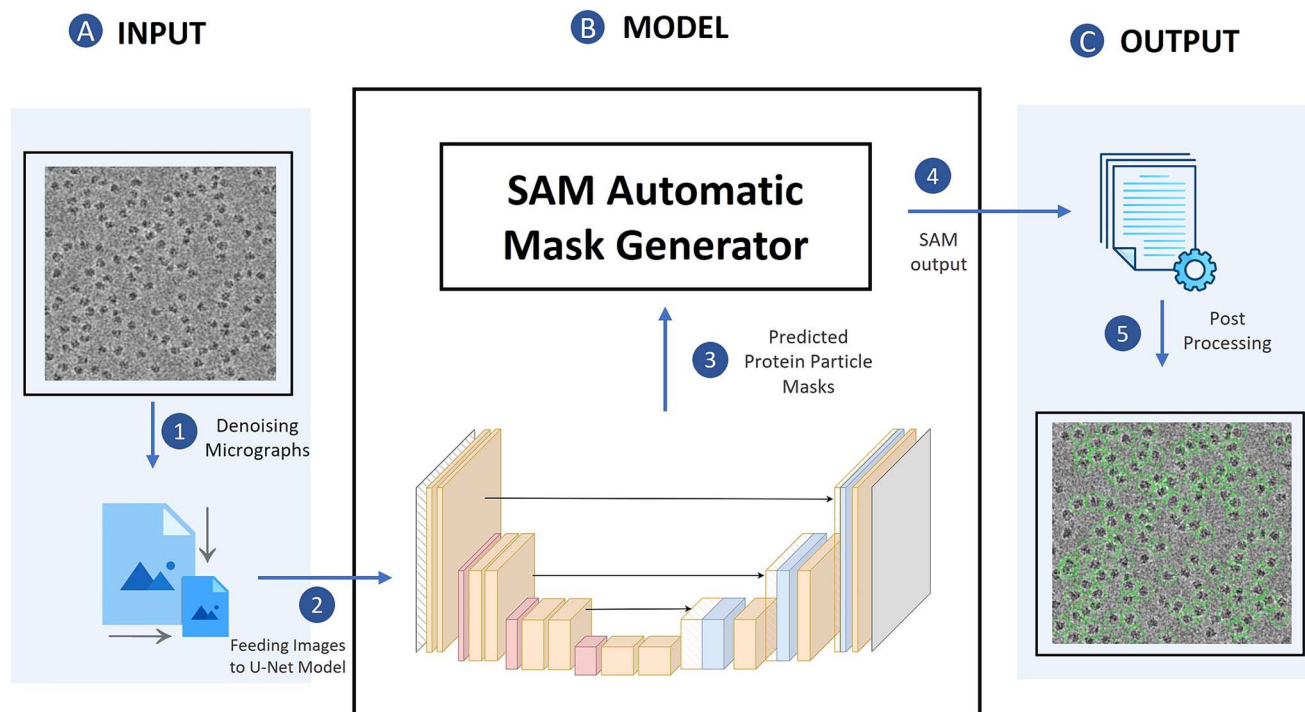 A INPUT
B MODEL
C OUTPUT
SAM Automatic
Mask Generator
4
SAM
output
3
Predicted
Protein Particle
Masks
5
Post
Processing
1
Denoising
Micrographs
2
Feeding Images
to U-Net Model